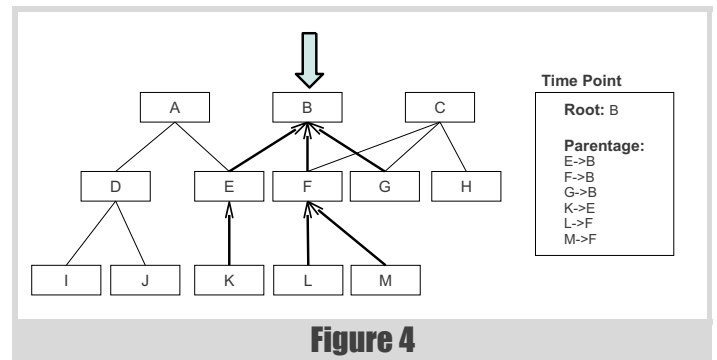 A B C
D E F G H
I J K L M
Time Point
Root: B
Parentage:
E->B
F->B
G->B
K->E
L->F
M->F
Figure 4